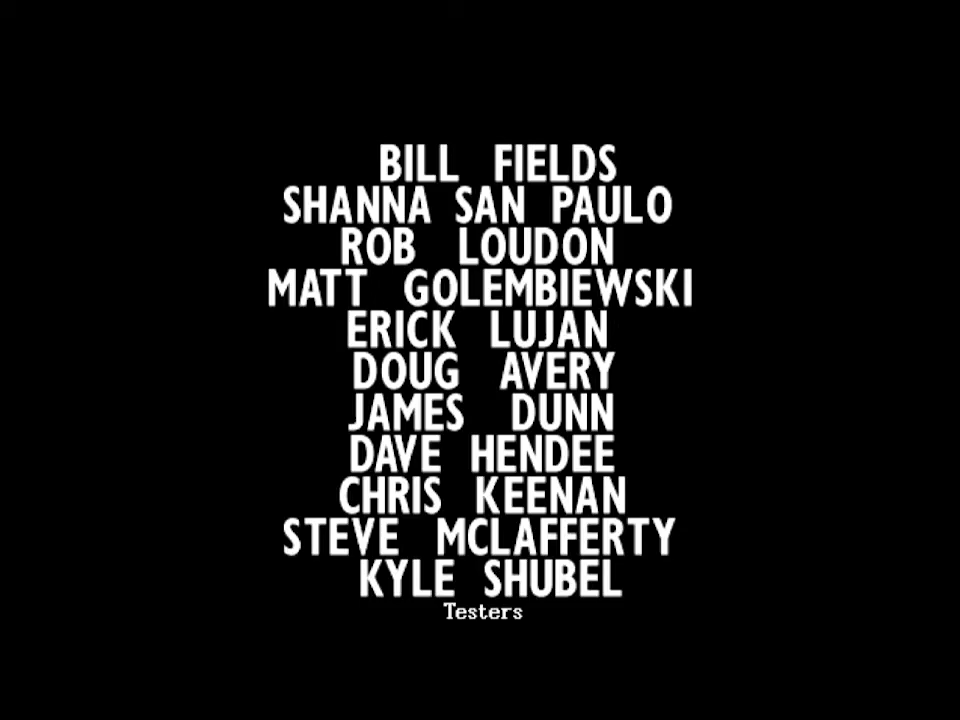 BILL FIELDS
SHANNA SAN PAULO
ROB LOUDON
MATT GOLEMBIEWSKI
ERICK LUJAN
DOUG AVERY
JAMES DUNN
DAVE HENDEE
CHRIS KEENAN
STEVE MCLAFFERTY
KYLE SHUBEL
Testers